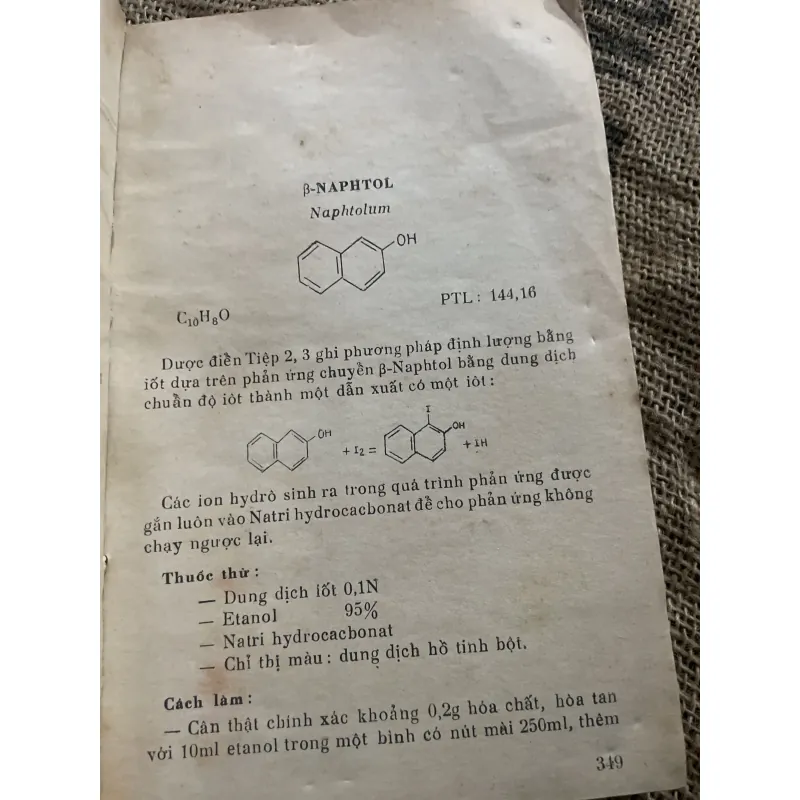 β-NAPHTOL
Naphtolum
OH
C10H8O
PTL : 144,16
Dược điển Tiệp 2, 3 ghi phương pháp định lượng bằng
iốt dựa trên phản ứng chuyển β-Naphtol bằng dung dịch
chuẩn độ iòt thành một dẫn xuất có một iòt :
OH + I2 = I OH + IH
Các ion hydrò sinh ra trong quá trình phản ứng được
gắn luòn vào Natri hydrocacbonat để cho phản ứng không
chạy ngược lại.
Thuốc thử :
— Dung dịch iốt 0,1N
— Etanol 95%
— Natri hydrocacbonat
— Chỉ thị màu : dung dịch hồ tinh bột.
Cách làm :
— Cân thật chính xác khoảng 0,2g hóa chất, hòa tan
với 10ml etanol trong một bình có nút mài 250ml, thêm
349